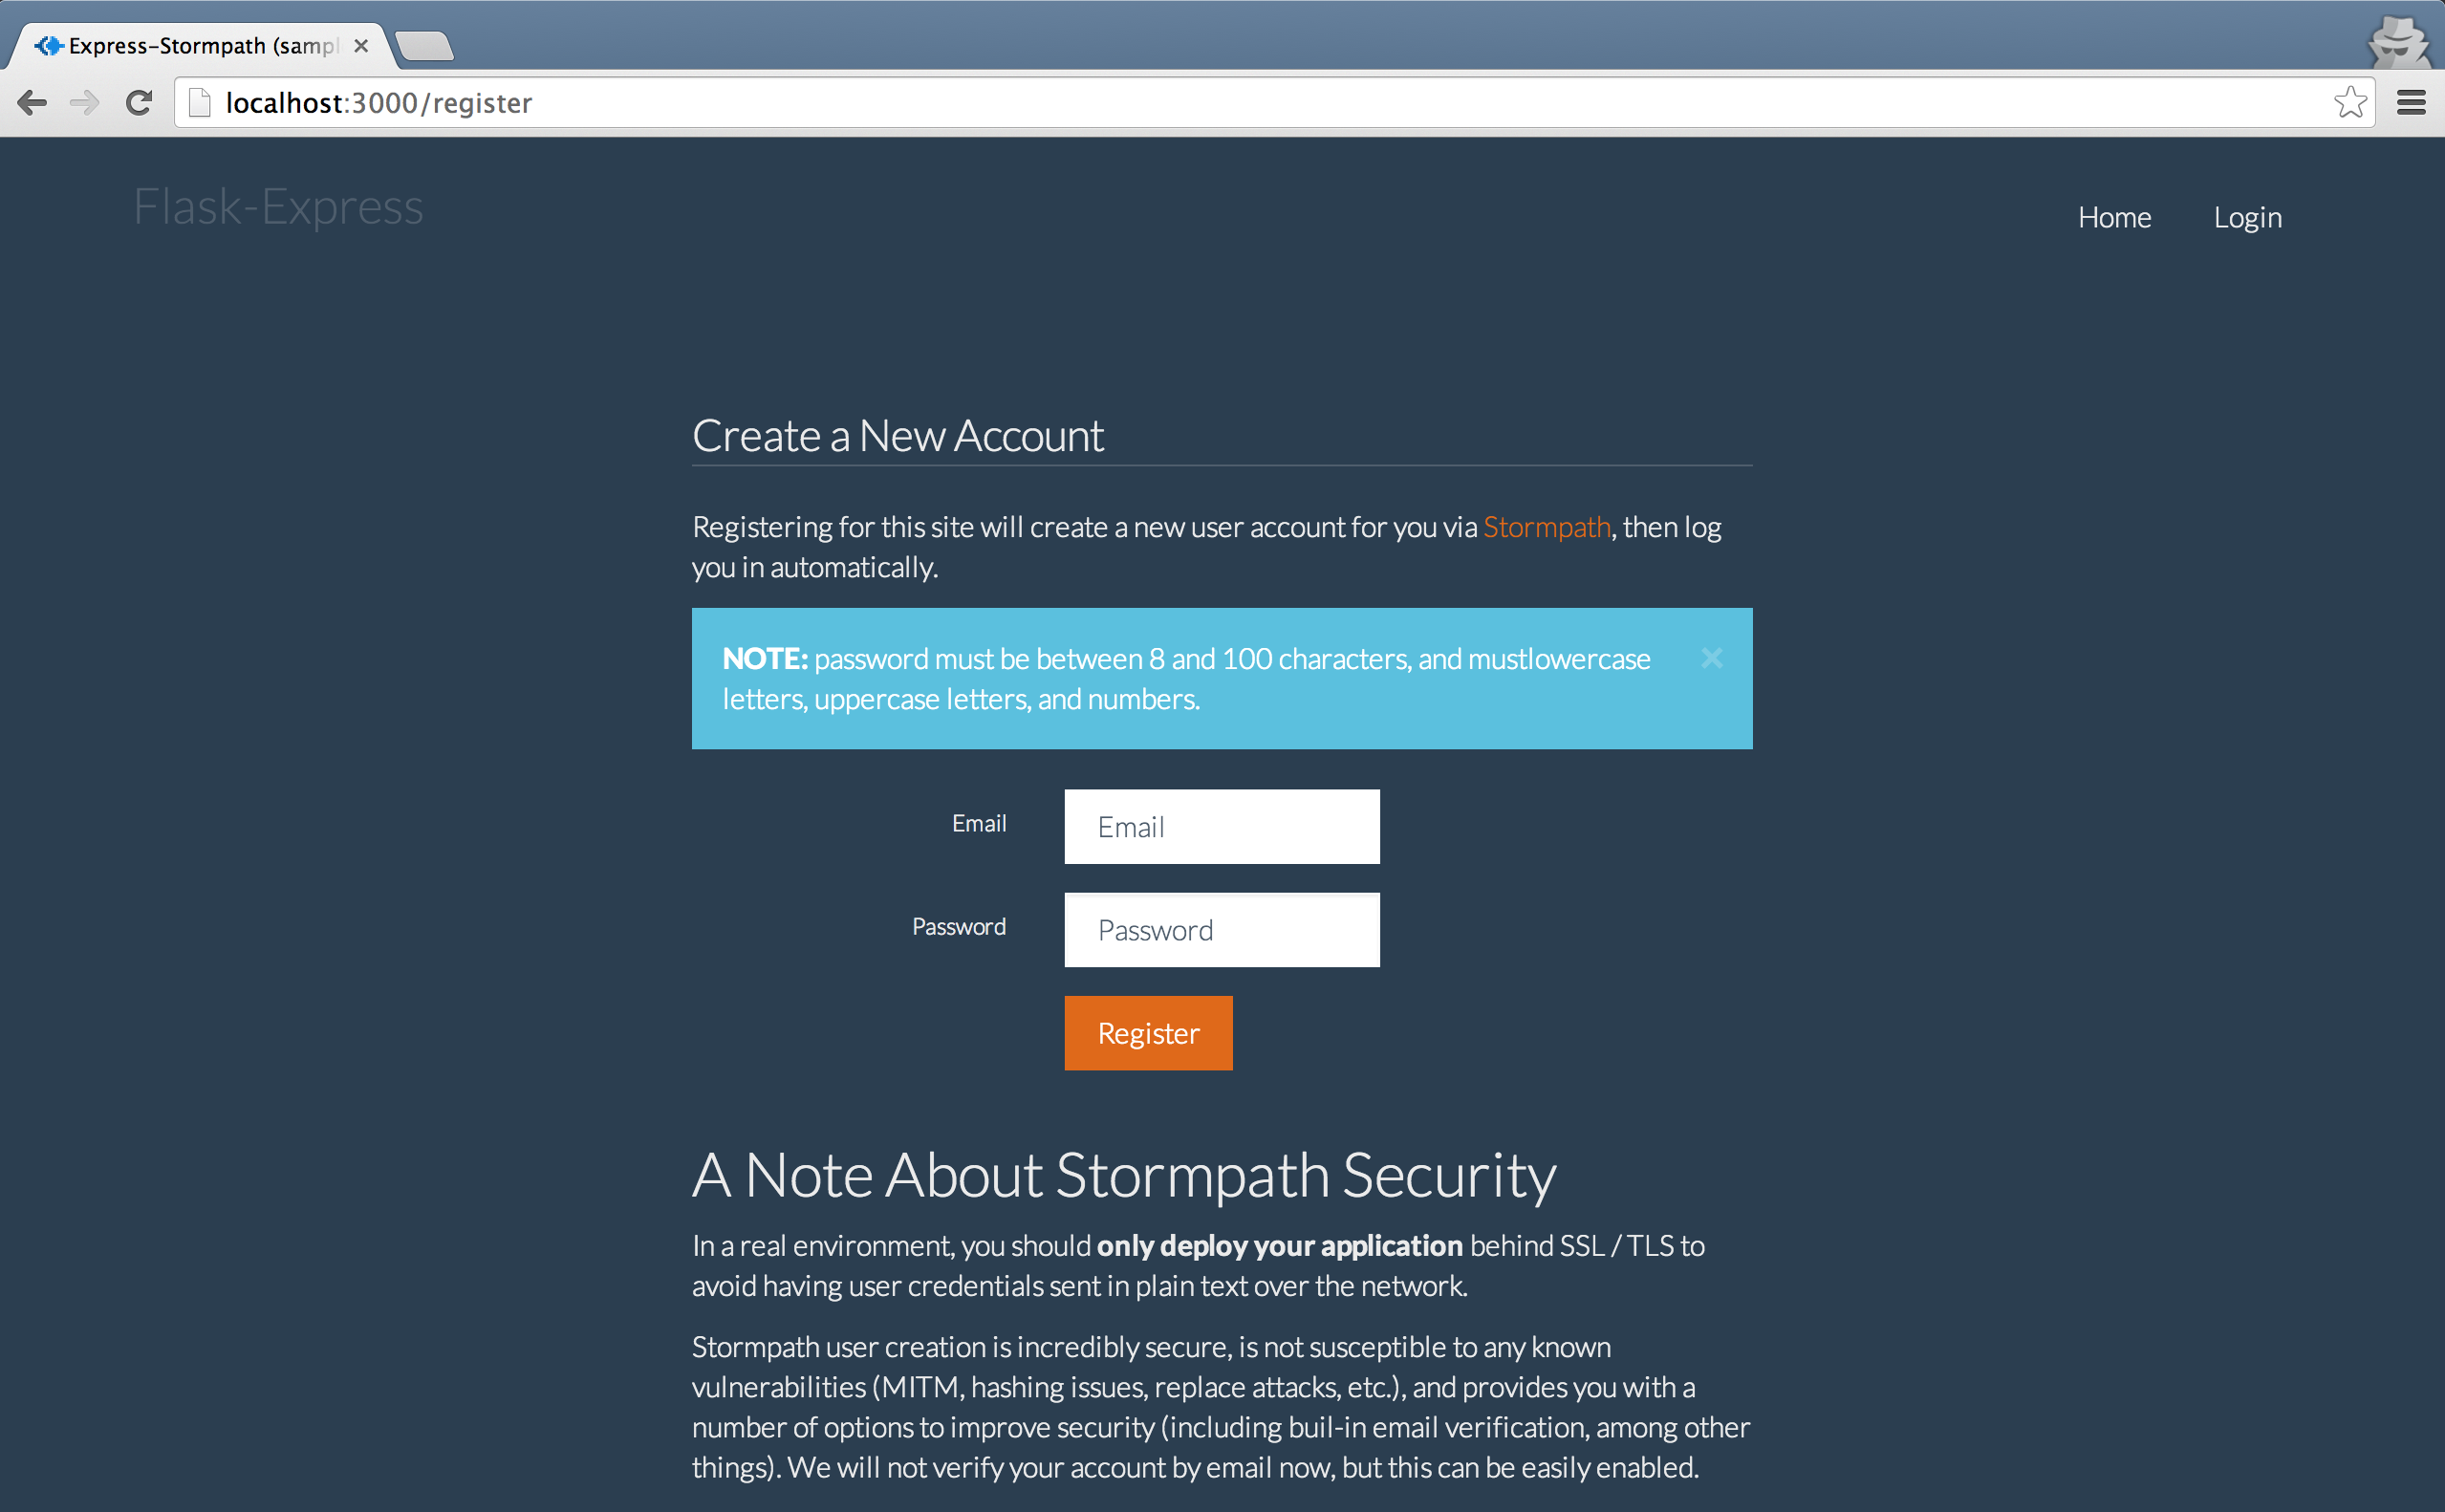 Express-Stormpath (sampl
localhost:3000/register
Flask-Express
Home Login
Create a New Account
Registering for this site will create a new user account for you via Stormpath, then log
you in automatically.
NOTE: password must be between 8 and 100 characters, and mustlowercase
letters, uppercase letters, and numbers.
Email Email
Password Password
Register
A Note About Stormpath Security
In a real environment, you should only deploy your application behind SSL / TLS to
avoid having user credentials sent in plain text over the network.
Stormpath user creation is incredibly secure, is not susceptible to any known
vulnerabilities (MITM, hashing issues, replace attacks, etc.), and provides you with a
number of options to improve security (including buil-in email verification, among other
things). We will not verify your account by email now, but this can be easily enabled.